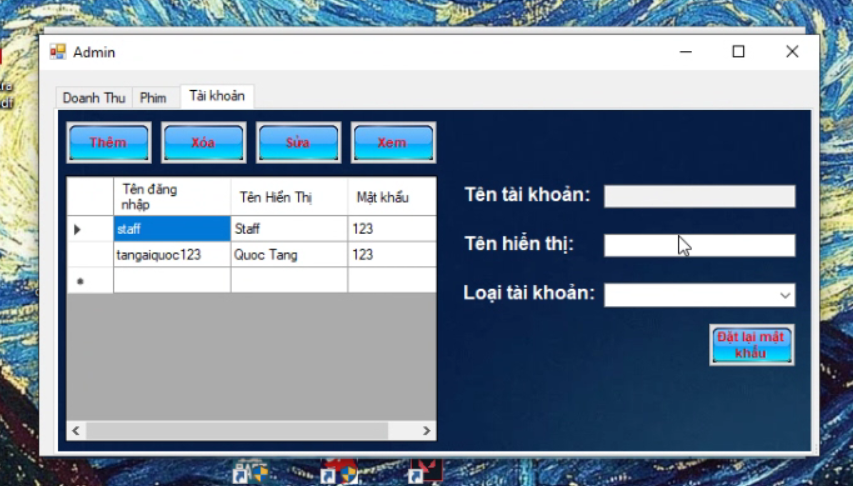 Admin
Doanh Thu Phim Tài khoản
Thêm Xóa Sửa Xem
Tên đăng nhập Tên Hiển Thị Mật khẩu
staff Staff 123
tangaiquoc123 Quoc Tang 123
Tên tài khoản:
Tên hiển thị:
Loại tài khoản:
Đặt lại mật
khẩu